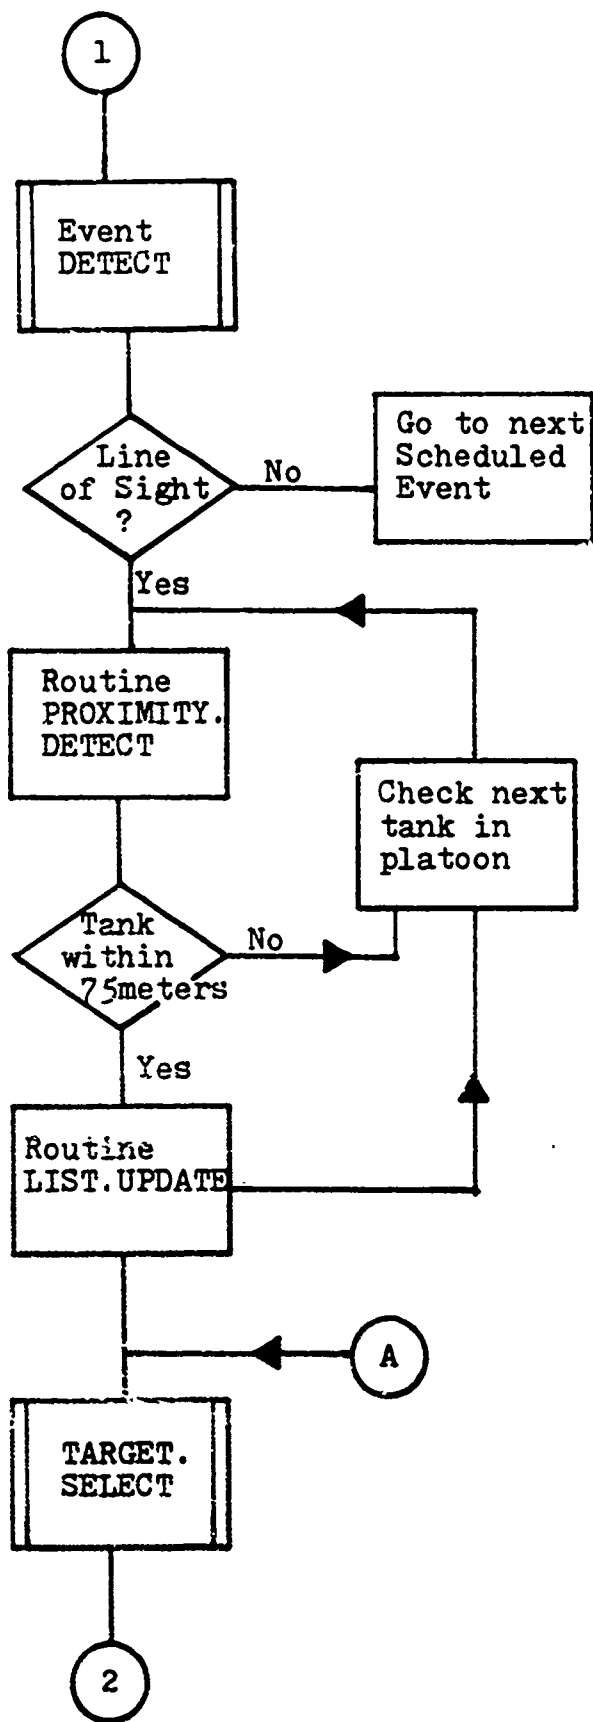 1
Event
DETECT
Line
of Sight
?
No
Go to next
Scheduled
Event
Yes
Routine
PROXIMITY.
DETECT
Check next
tank in
platoon
Tank
within
75meters
No
Yes
Routine
LIST.UPDATE
A
TARGET.
SELECT
2